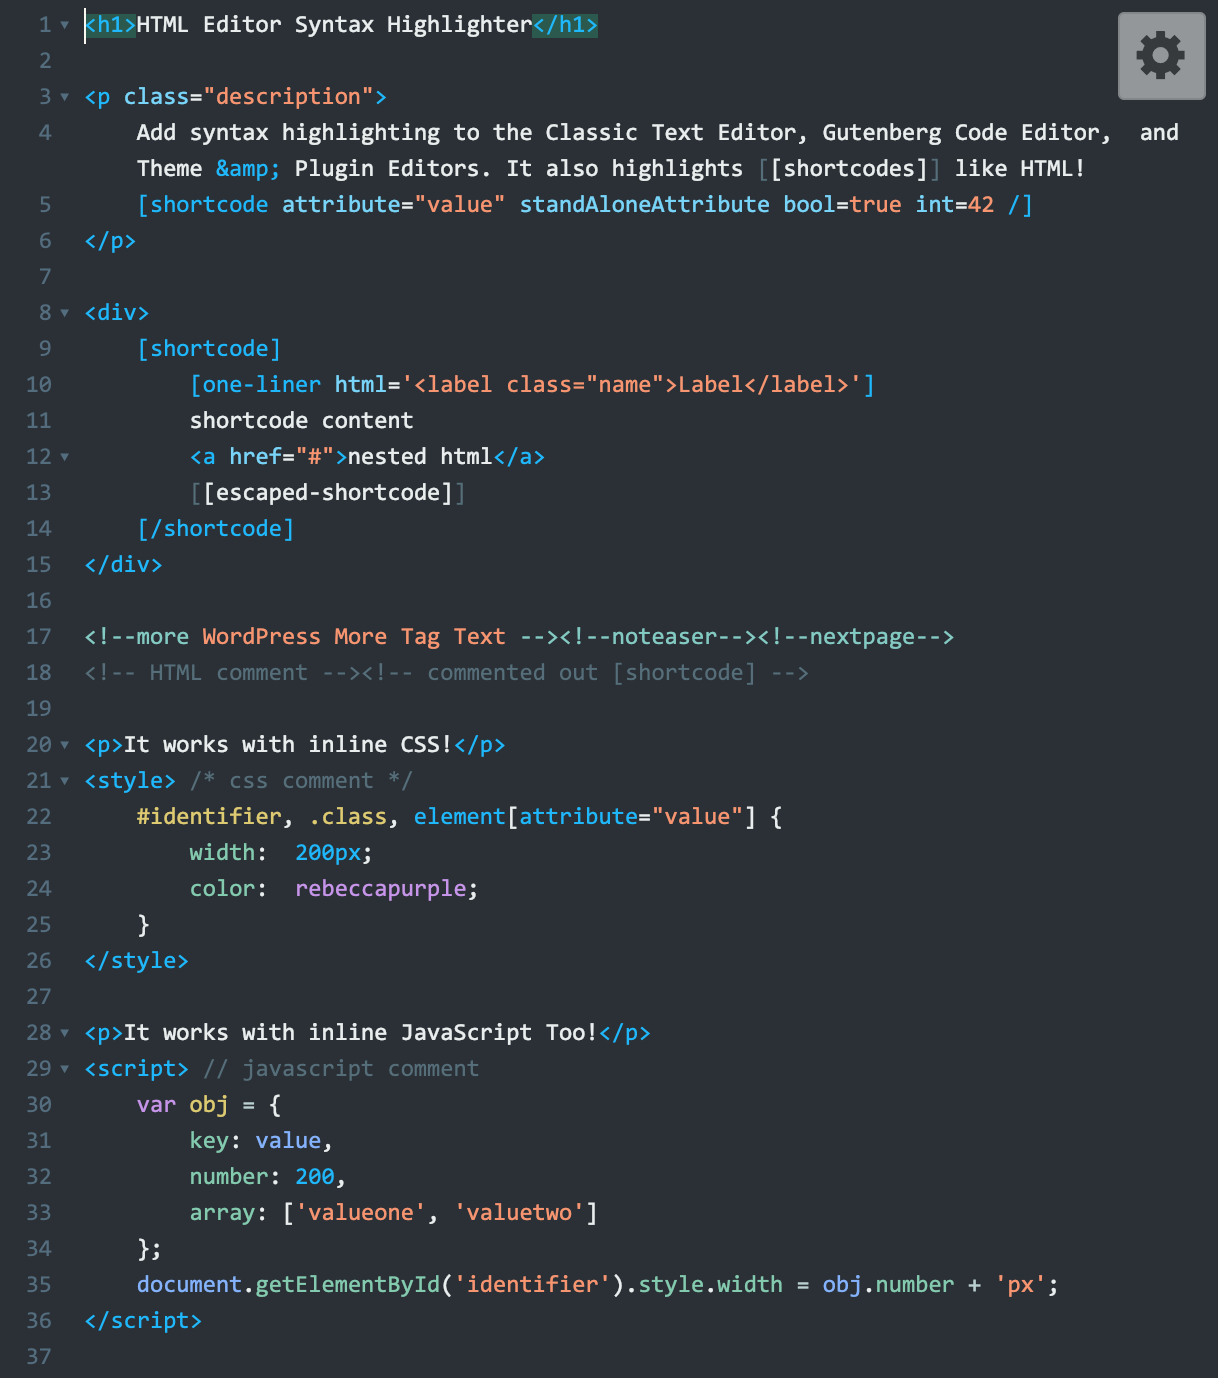 1 <h1>HTML Editor Syntax Highlighter</h1>
2
3 <p class="description">
4     Add syntax highlighting to the Classic Text Editor, Gutenberg Code Editor,  and
    Theme &amp; Plugin Editors. It also highlights [[shortcodes]] like HTML!
5     [shortcode attribute="value" standAloneAttribute bool=true int=42 /]
6 </p>
7
8 <div>
9     [shortcode]
10         [one-liner html='<label class="name">Label</label>']
11         shortcode content
12         <a href="#">nested html</a>
13         [[escaped-shortcode]]
14     [/shortcode]
15 </div>
16
17 <!--more WordPress More Tag Text --><!--noteaser--><!--nextpage-->
18 <!-- HTML comment --><!-- commented out [shortcode] -->
19
20 <p>It works with inline CSS!</p>
21 <style> /* css comment */
22     #identifier, .class, element[attribute="value"] {
23         width:  200px;
24         color:  rebeccapurple;
25     }
26 </style>
27
28 <p>It works with inline JavaScript Too!</p>
29 <script> // javascript comment
30     var obj = {
31         key: value,
32         number: 200,
33         array: ['valueone', 'valuetwo']
34     };
35     document.getElementById('identifier').style.width = obj.number + 'px';
36 </script>
37